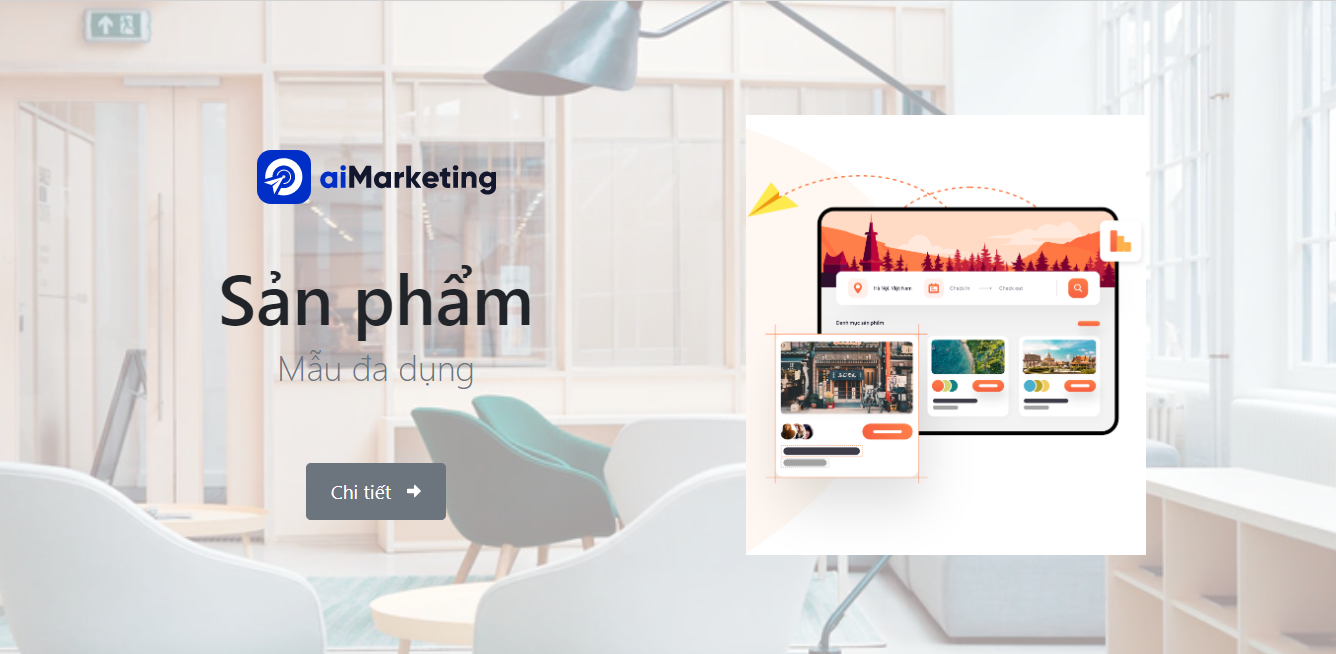 aiMarketing
Sản phẩm
Mẫu đa dụng
Chi tiết
Hà Nội, Việt Nam
Check in
Check out
Danh mục sản phẩm